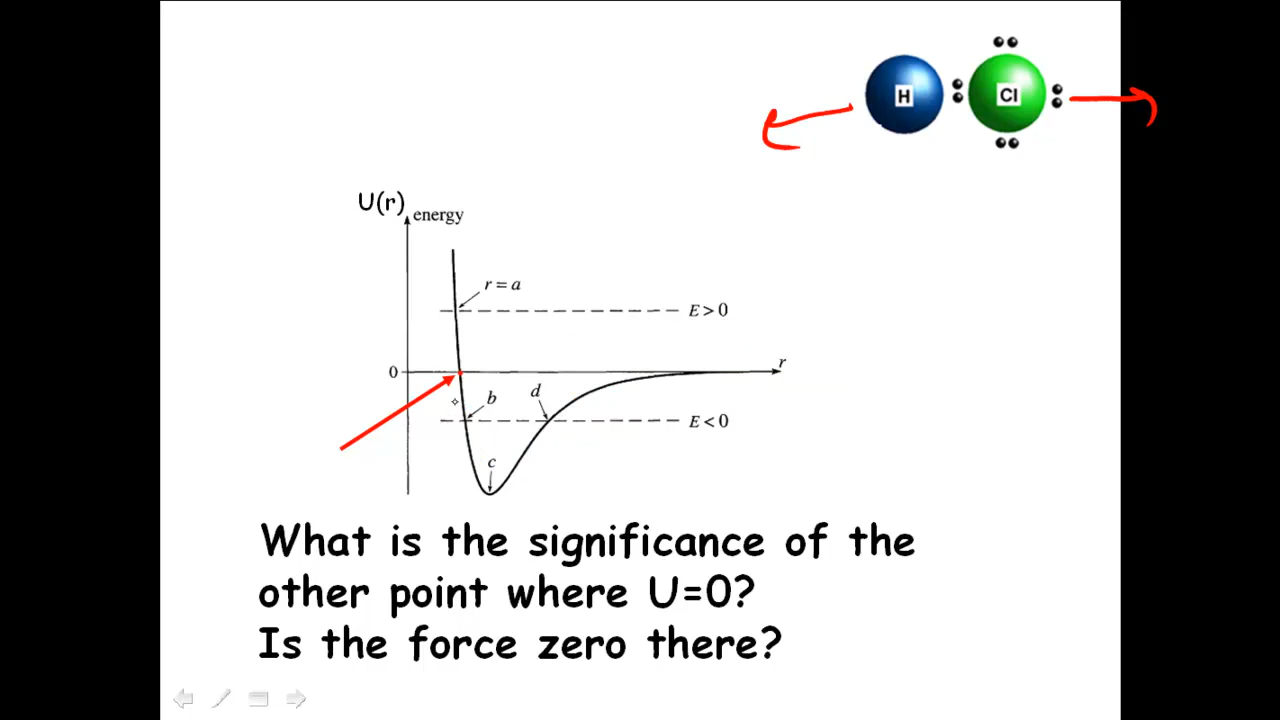 H
Cl
U(r)
energy
r = a
E > 0
0
r
b
d
E < 0
c
What is the significance of the
other point where U=0?
Is the force zero there?